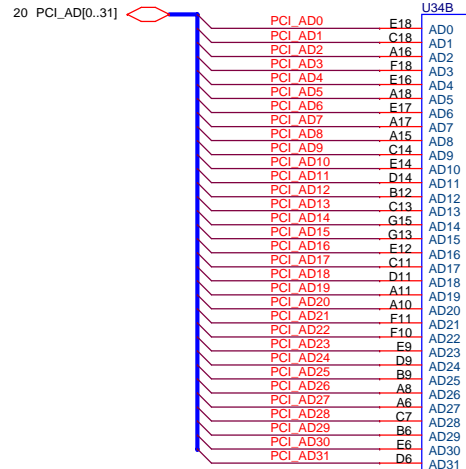 U34B
20 PCI_AD[0..31]
PCI_AD0 E18 AD0
PCI_AD1 C18 AD1
PCI_AD2 A16 AD2
PCI_AD3 F18 AD3
PCI_AD4 E16 AD4
PCI_AD5 A18 AD5
PCI_AD6 E17 AD6
PCI_AD7 A17 AD7
PCI_AD8 A15 AD8
PCI_AD9 C14 AD9
PCI_AD10 E14 AD10
PCI_AD11 D14 AD11
PCI_AD12 B12 AD12
PCI_AD13 C13 AD13
PCI_AD14 G15 AD14
PCI_AD15 G13 AD15
PCI_AD16 E12 AD16
PCI_AD17 C11 AD17
PCI_AD18 D11 AD18
PCI_AD19 A11 AD19
PCI_AD20 A10 AD20
PCI_AD21 F11 AD21
PCI_AD22 F10 AD22
PCI_AD23 E9 AD23
PCI_AD24 D9 AD24
PCI_AD25 B9 AD25
PCI_AD26 A8 AD26
PCI_AD27 A6 AD27
PCI_AD28 C7 AD28
PCI_AD29 B6 AD29
PCI_AD30 E6 AD30
PCI_AD31 D6 AD31